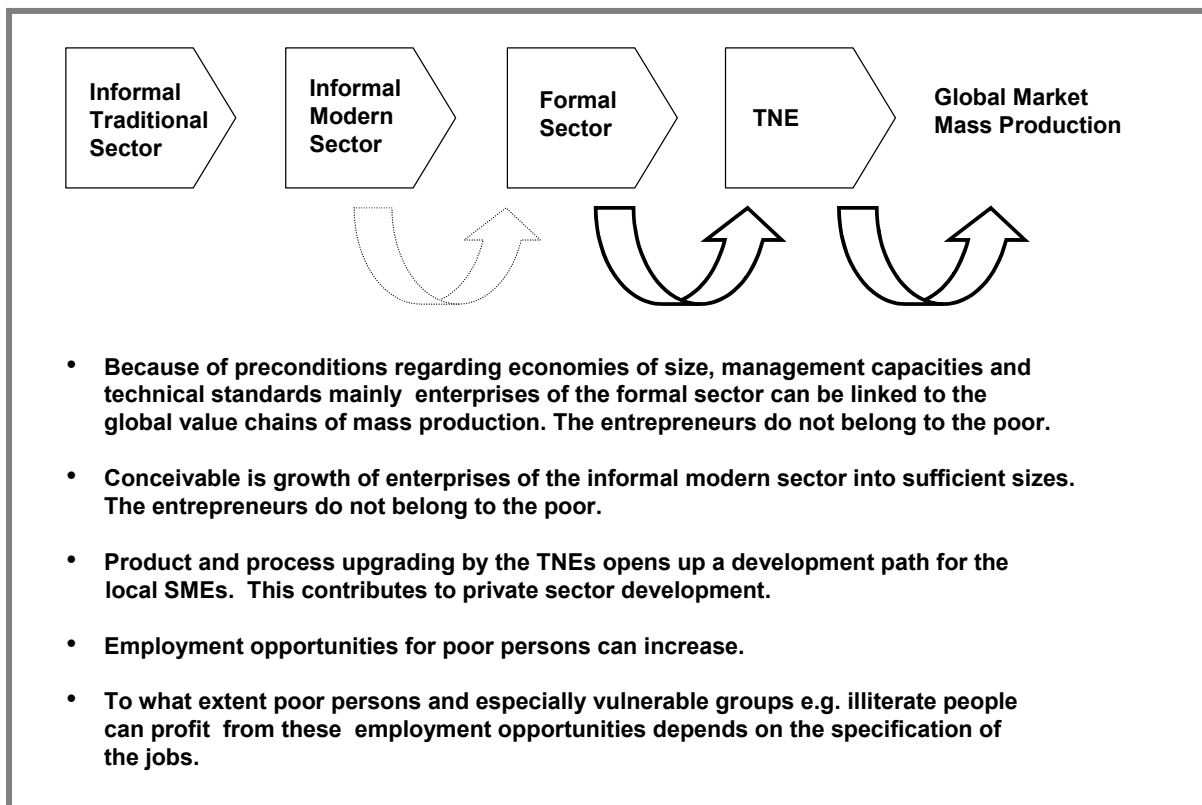 Informal
Traditional
Sector
Informal
Modern
Sector
Formal
Sector
TNE
Global Market
Mass Production
• Because of preconditions regarding economies of size, management capacities and
technical standards mainly enterprises of the formal sector can be linked to the
global value chains of mass production. The entrepreneurs do not belong to the poor.
• Conceivable is growth of enterprises of the informal modern sector into sufficient sizes.
The entrepreneurs do not belong to the poor.
• Product and process upgrading by the TNEs opens up a development path for the
local SMEs. This contributes to private sector development.
• Employment opportunities for poor persons can increase.
• To what extent poor persons and especially vulnerable groups e.g. illiterate people
can profit from these employment opportunities depends on the specification of
the jobs.